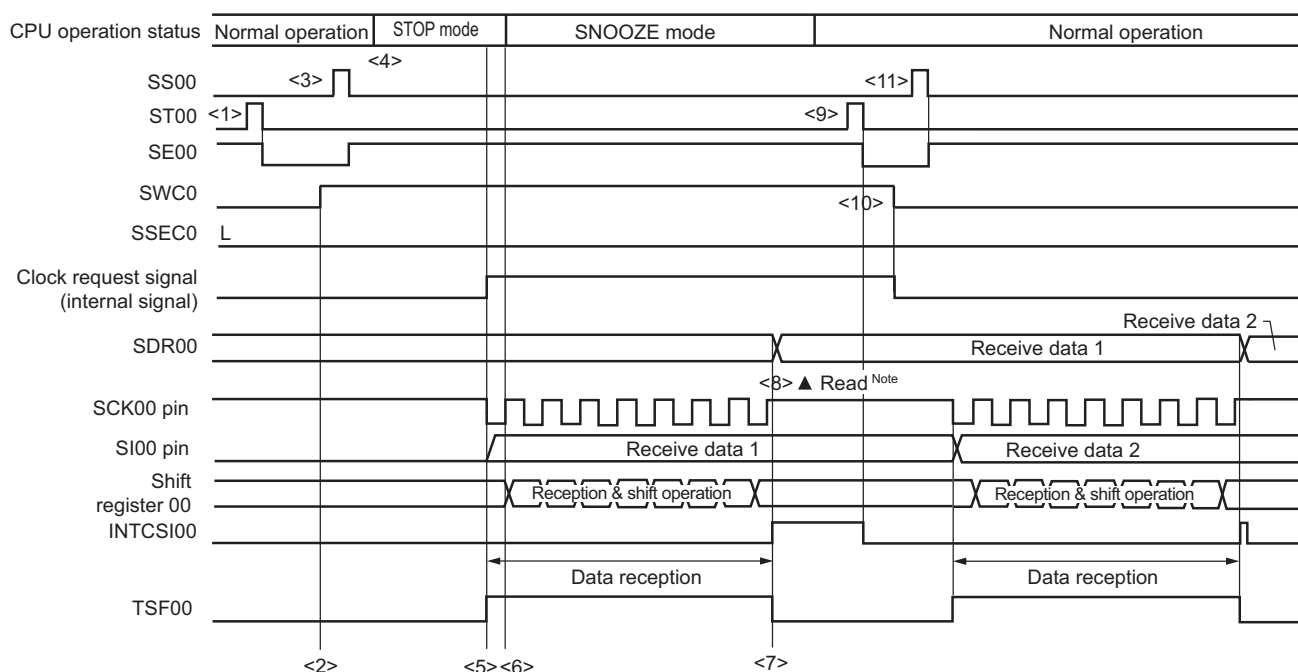 CPU operation status Normal operation STOP mode SNOOZE mode Normal operation
<4>
SS00 <3> <11>
ST00 <1> <9>
SE00
SWC0 <10>
SSEC0 L
Clock request signal
(internal signal)
Receive data 2
SDR00 Receive data 1
<8> ▲ Read Note
SCK00 pin
SI00 pin Receive data 1 Receive data 2
Shift
register 00 Reception & shift operation Reception & shift operation
INTCSI00
Data reception Data reception
TSF00
<2> <5> <6> <7>